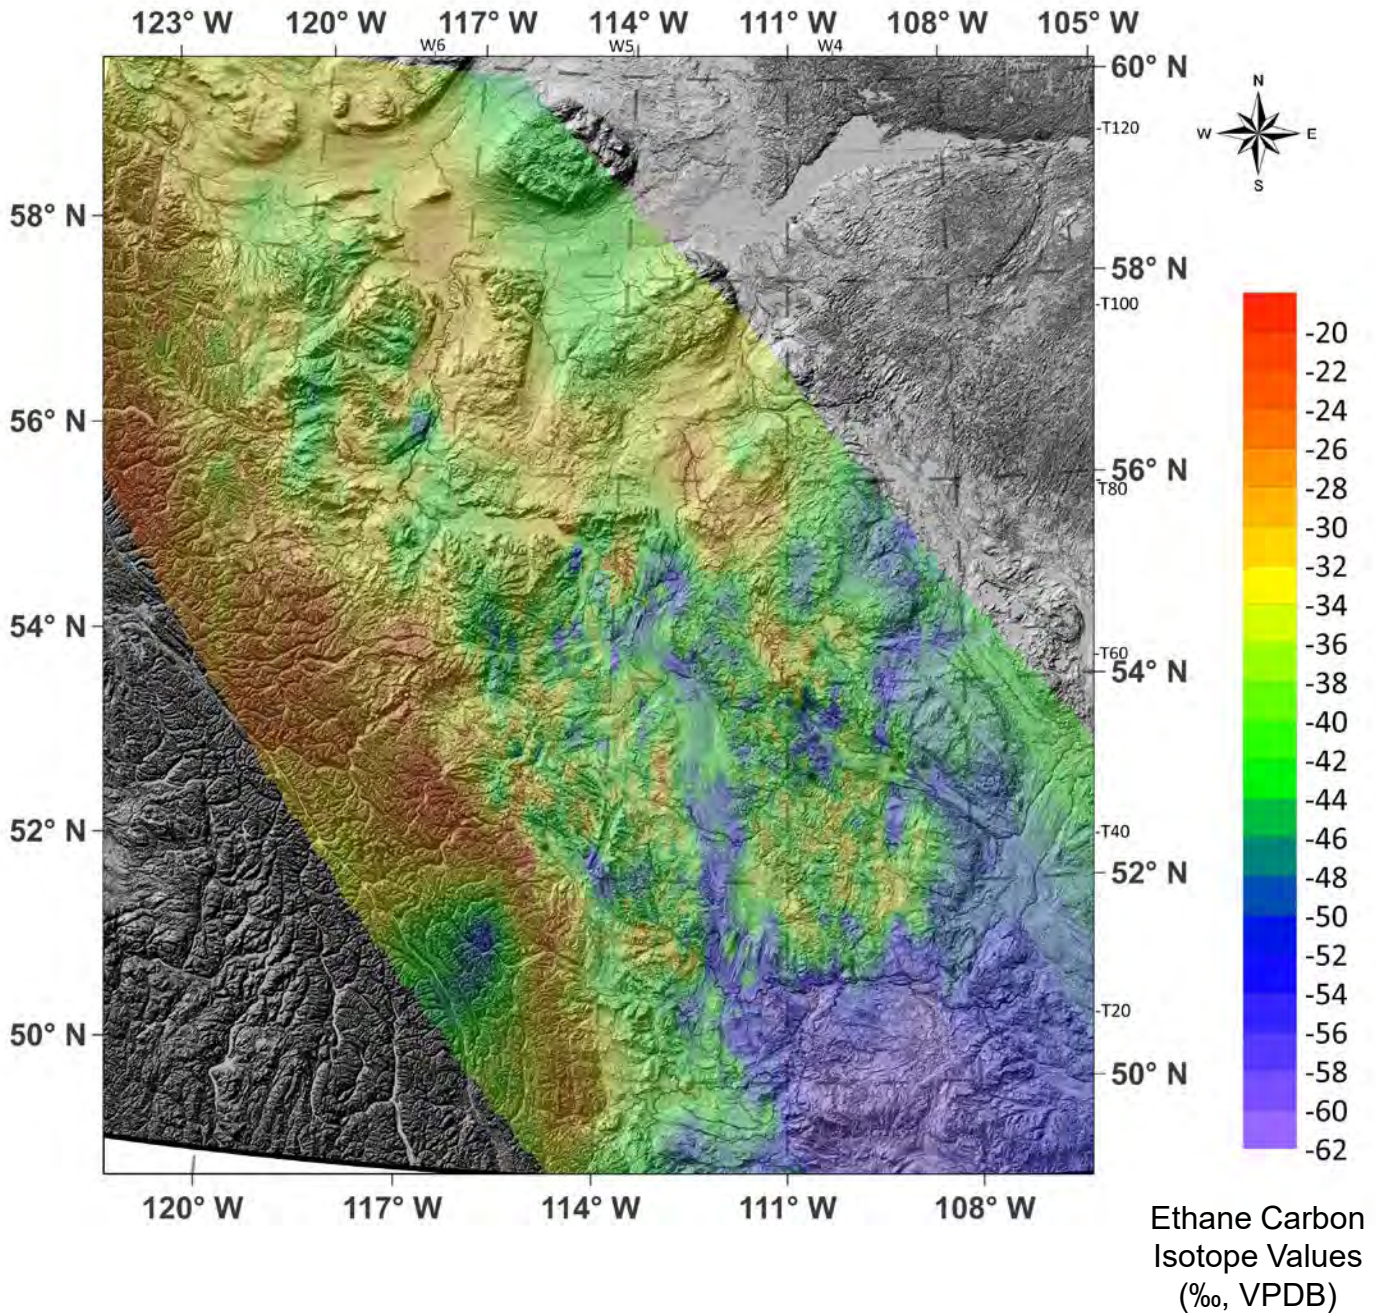 123° W 120° W 117° W 114° W 111° W 108° W 105° W
W6 W5 W4
60° N
N
T120
W E
S
58° N
58° N
T100
-20
-22
-24
56° N
-26
56° N
T80
-28
-30
-32
-34
54° N
-36
T60
54° N
-38
-40
-42
-44
52° N
T40
-46
52° N
-48
-50
-52
-54
T20
50° N
-56
50° N
-58
-60
-62
120° W 117° W 114° W 111° W 108° W
Ethane Carbon
Isotope Values
(‰, VPDB)